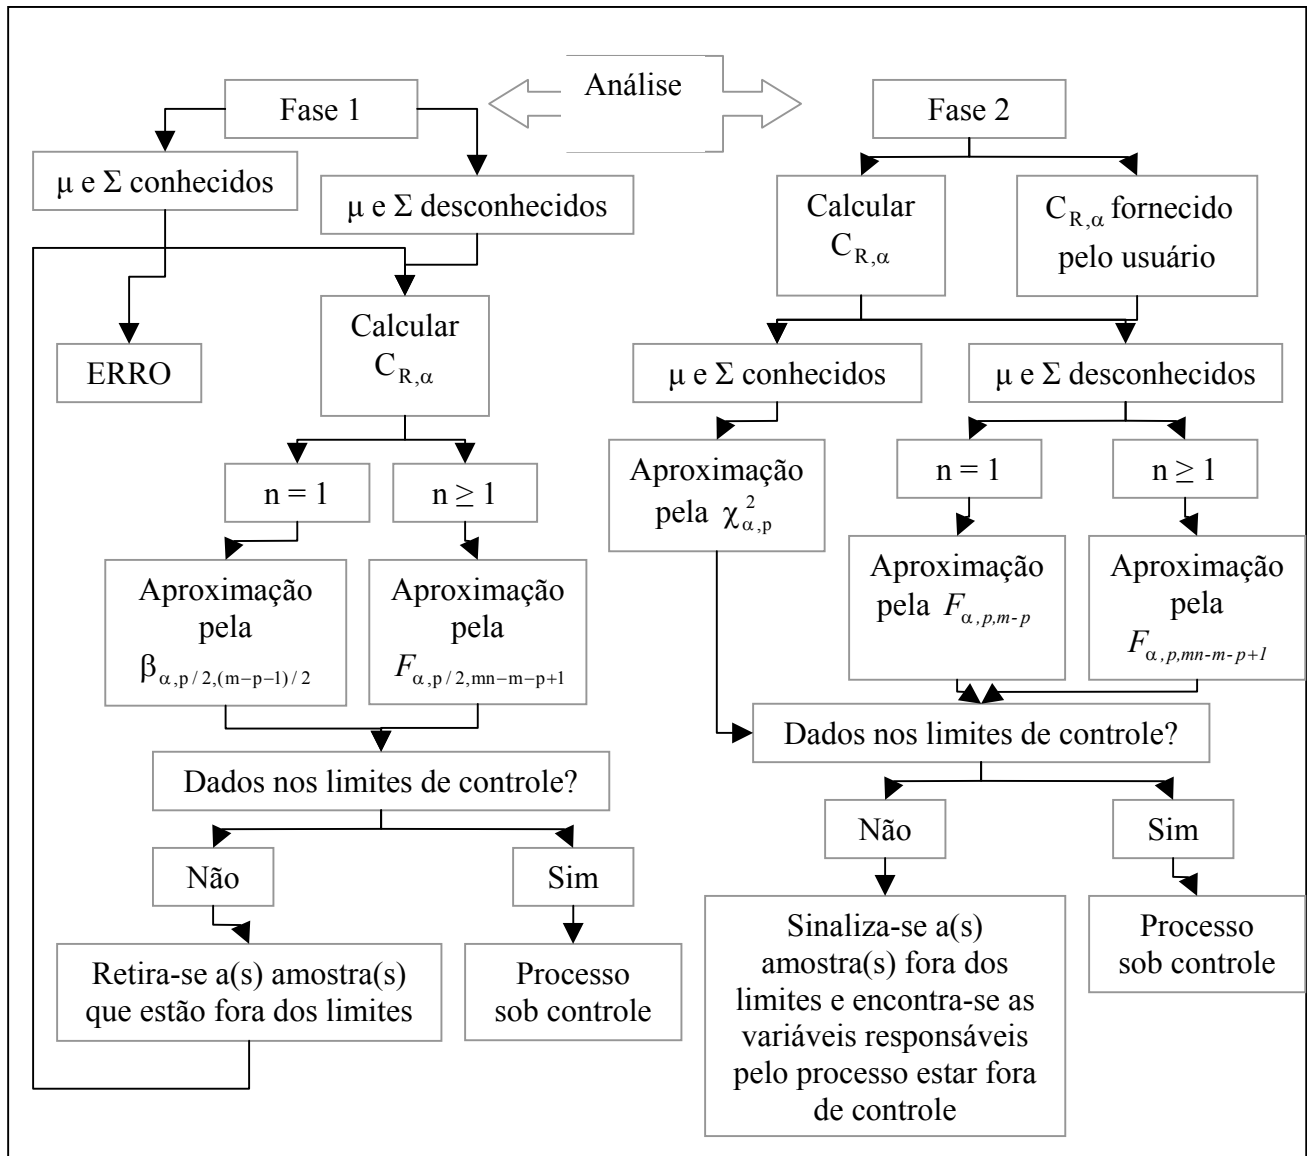 Análise
Fase 1
μ e Σ conhecidos
μ e Σ desconhecidos
ERRO
Calcular
C_{R,α}
n = 1
n ≥ 1
Aproximação
pela
β_{α,p/2,(m−p−1)/2}
Aproximação
pela
F_{α,p/2,mn−m−p+1}
Dados nos limites de controle?
Não
Sim
Retira-se a(s) amostra(s)
que estão fora dos limites
Processo
sob controle
Fase 2
Calcular
C_{R,α}
C_{R,α} fornecido
pelo usuário
μ e Σ conhecidos
μ e Σ desconhecidos
Aproximação
pela χ²_{α,p}
n = 1
n ≥ 1
Aproximação
pela F_{α,p,m-p}
Aproximação
pela
F_{α,p,mn-m-p+1}
Dados nos limites de controle?
Não
Sim
Sinaliza-se a(s)
amostra(s) fora dos
limites e encontra-se as
variáveis responsáveis
pelo processo estar fora
de controle
Processo
sob controle